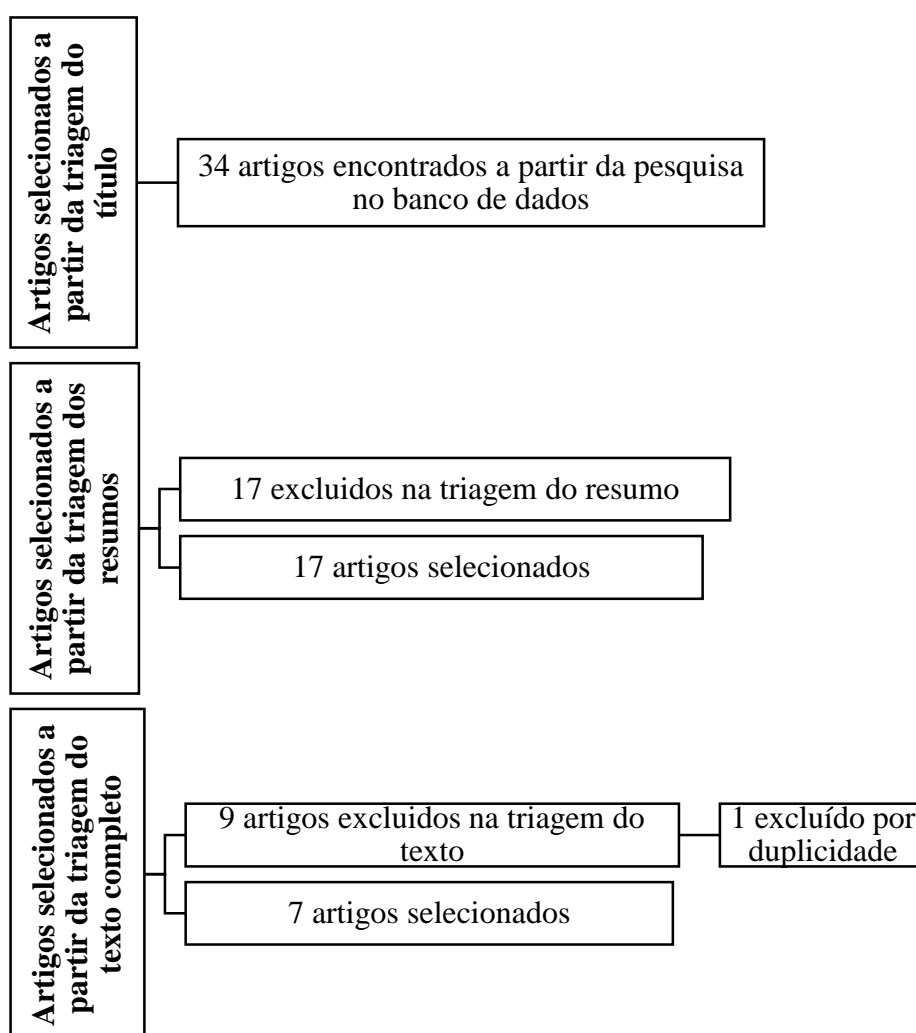 Artigos selecionados a
partir da triagem do
título
34 artigos encontrados a partir da pesquisa
no banco de dados
Artigos selecionados a
partir da triagem dos
resumos
17 excluidos na triagem do resumo
17 artigos selecionados
Artigos selecionados a
partir da triagem do
texto completo
9 artigos excluidos na triagem do
texto
1 excluído por
duplicidade
7 artigos selecionados